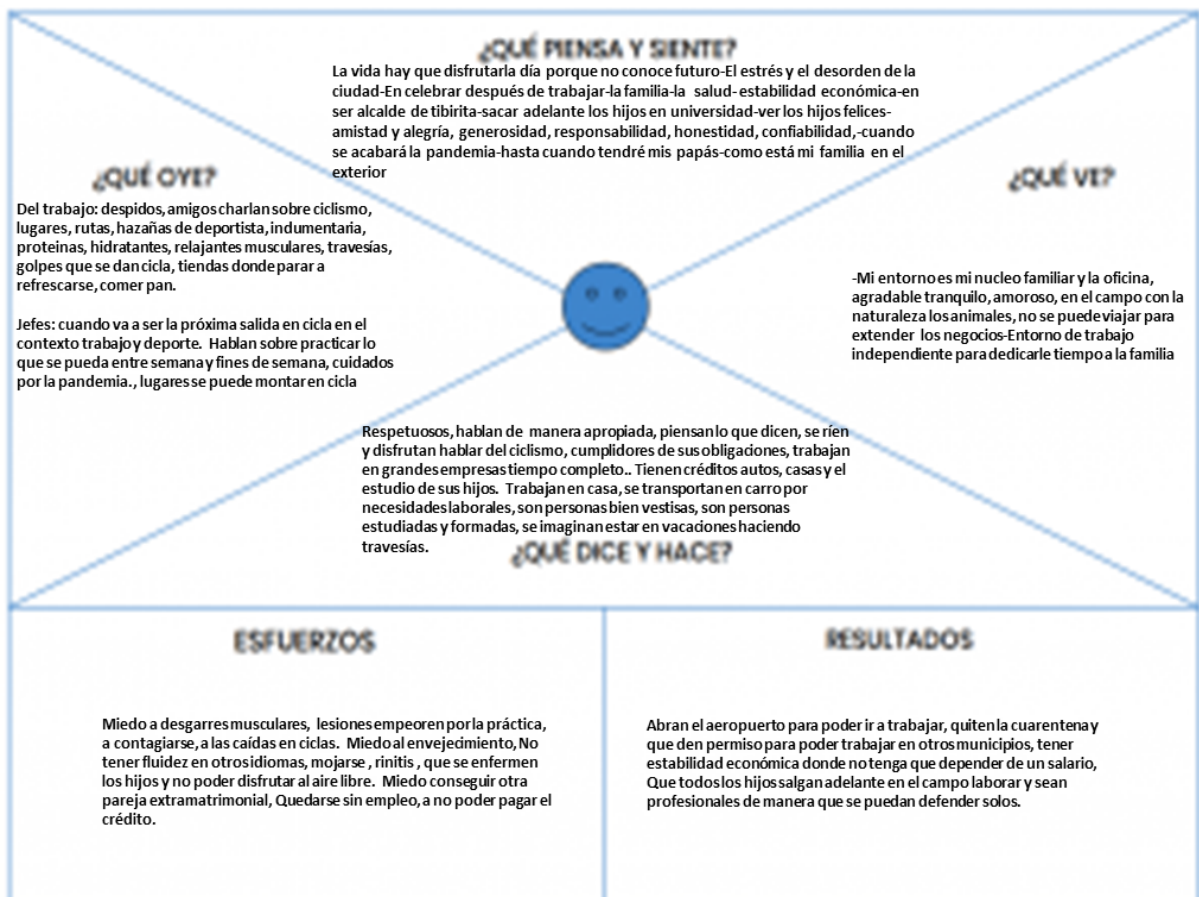 ¿QUÉ PIENSA Y SIENTE?
La vida hay que disfrutarla día porque no conoce futuro-El estrés y el desorden de la
ciudad-En celebrar después de trabajar-la familia-la salud- estabilidad económica-en
ser alcalde de tibirita-sacar adelante los hijos en universidad-ver los hijos felices-
amistad y alegría, generosidad, responsabilidad, honestidad, confiabilidad,-cuando
se acabará la pandemia-hasta cuando tendré mis papás-como está mi familia en el
exterior
¿QUÉ OYE?
Del trabajo: despidos, amigos charlan sobre ciclismo,
lugares, rutas, hazañas de deportista, indumentaria,
proteinas, hidratantes, relajantes musculares, travesías,
golpes que se dan cicla, tiendas donde parar a
refrescarse, comer pan.
Jefes: cuando va a ser la próxima salida en cicla en el
contexto trabajo y deporte. Hablan sobre practicar lo
que se pueda entre semana y fines de semana, cuidados
por la pandemia., lugares se puede montar en cicla
¿QUÉ VE?
-Mi entorno es mi nucleo familiar y la oficina,
agradable tranquilo, amoroso, en el campo con la
naturaleza los animales, no se puede viajar para
extender los negocios-Entorno de trabajo
independiente para dedicarle tiempo a la familia
Respetuosos, hablan de manera apropiada, piensan lo que dicen, se ríen
y disfrutan hablar del ciclismo, cumplidores de sus obligaciones, trabajan
en grandes empresas tiempo completo.. Tienen créditos autos, casas y el
estudio de sus hijos. Trabajan en casa, se transportan en carro por
necesidades laborales, son personas bien vestisas, son personas
estudiadas y formadas, se imaginan estar en vacaciones haciendo
travesías.
¿QUÉ DICE Y HACE?
ESFUERZOS
Miedo a desgarres musculares, lesiones empeoren por la práctica,
a contagiarse, a las caídas en ciclas. Miedo al envejecimiento, No
tener fluidez en otros idiomas, mojarse , rinitis , que se enfermen
los hijos y no poder disfrutar al aire libre. Miedo conseguir otra
pareja extramatrimonial, Quedarse sin empleo, a no poder pagar el
crédito.
RESULTADOS
Abran el aeropuerto para poder ir a trabajar, quiten la cuarentena y
que den permiso para poder trabajar en otros municipios, tener
estabilidad económica donde no tenga que depender de un salario,
Que todos los hijos salgan adelante en el campo laborar y sean
profesionales de manera que se puedan defender solos.